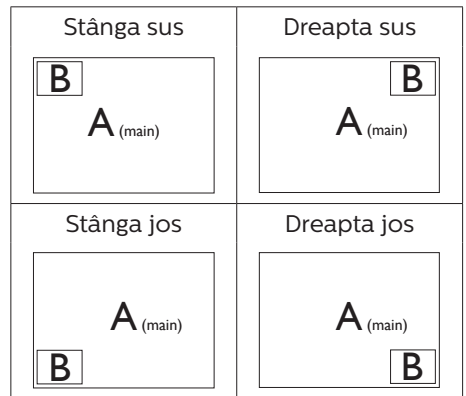 Stânga sus
B
A (main)
Dreapta sus
B
A (main)
Stânga jos
A (main)
B
Dreapta jos
A (main)
B